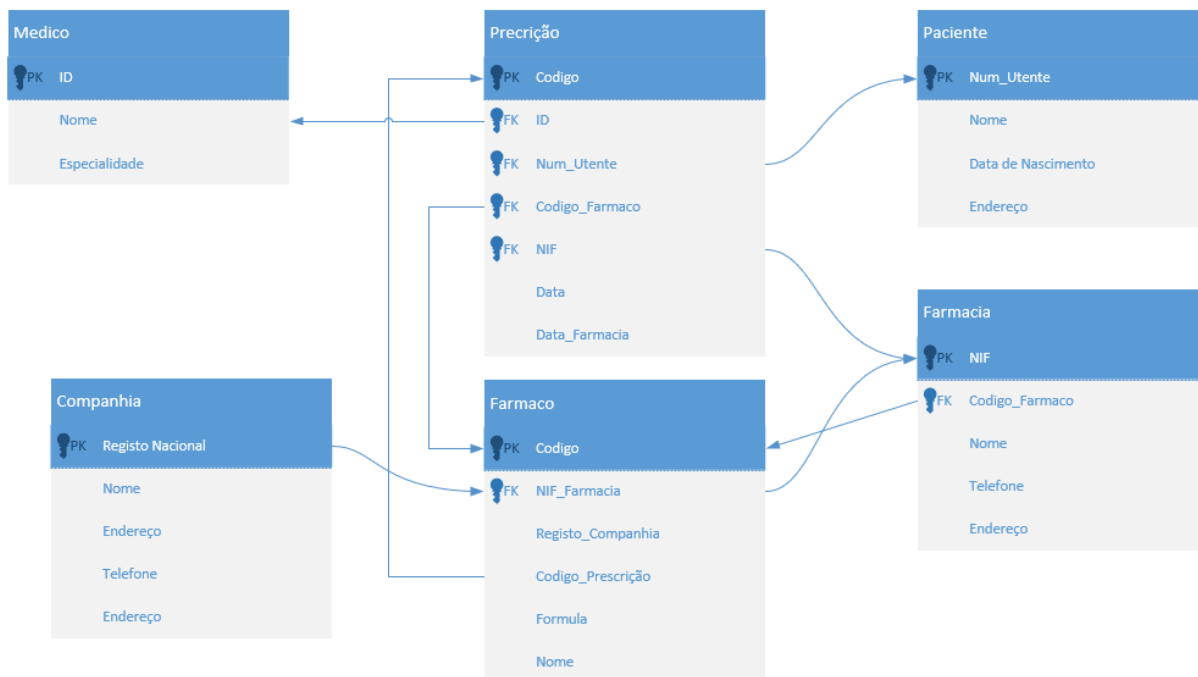 Medico
PK ID
Nome
Especialidade
Precrição
PK Codigo
FK ID
FK Num_Utente
FK Codigo_Farmaco
FK NIF
Data
Data_Farmacia
Paciente
PK Num_Utente
Nome
Data de Nascimento
Endereço
Companhia
PK Registo Nacional
Nome
Endereço
Telefone
Endereço
Farmaco
PK Codigo
FK NIF_Farmacia
Registo_Companhia
Codigo_Prescrição
Formula
Nome
Farmacia
PK NIF
FK Codigo_Farmaco
Nome
Telefone
Endereço